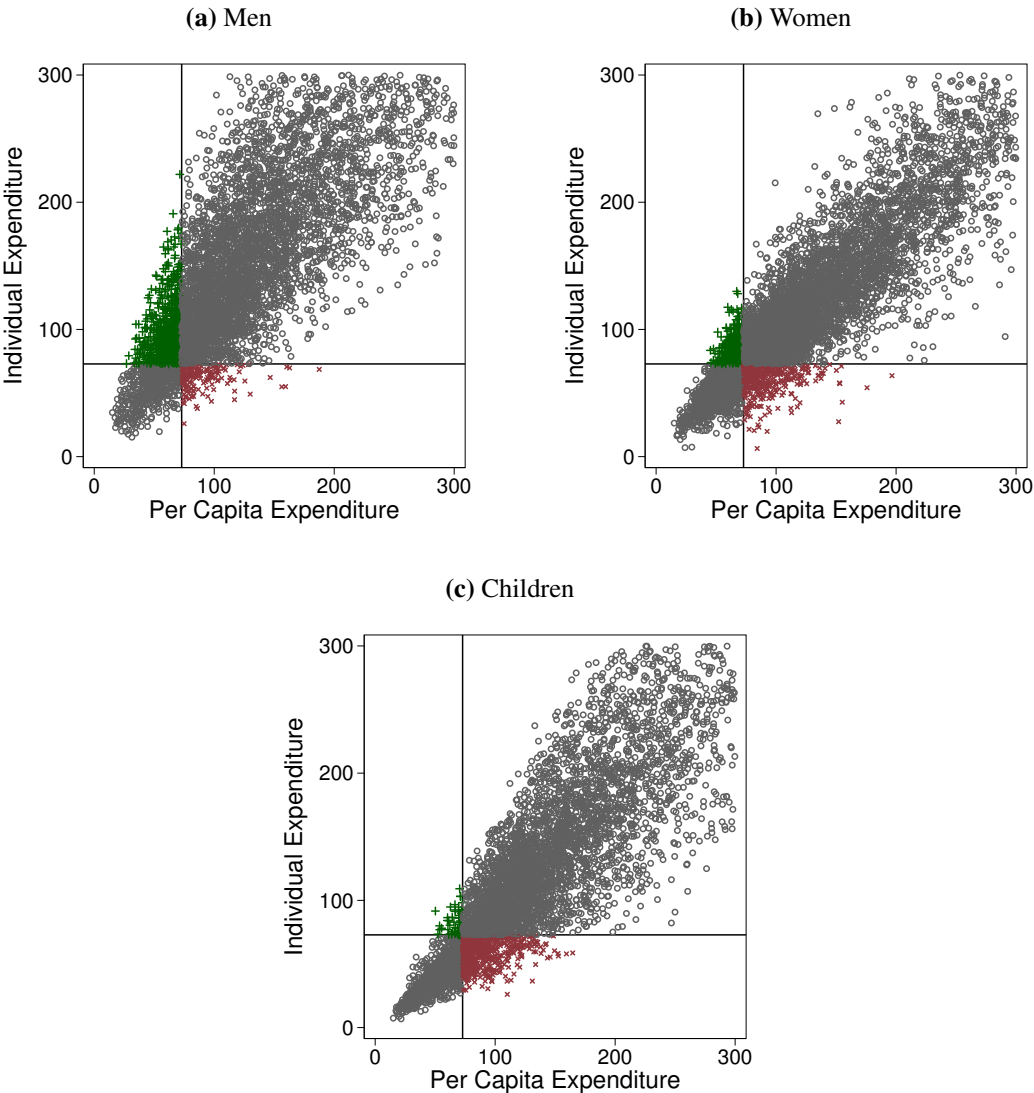 (a) Men
(b) Women
300
200
100
0
Individual Expenditure
0 100 200 300
Per Capita Expenditure
300
200
100
0
Individual Expenditure
0 100 200 300
Per Capita Expenditure
(c) Children
300
200
100
0
Individual Expenditure
0 100 200 300
Per Capita Expenditure